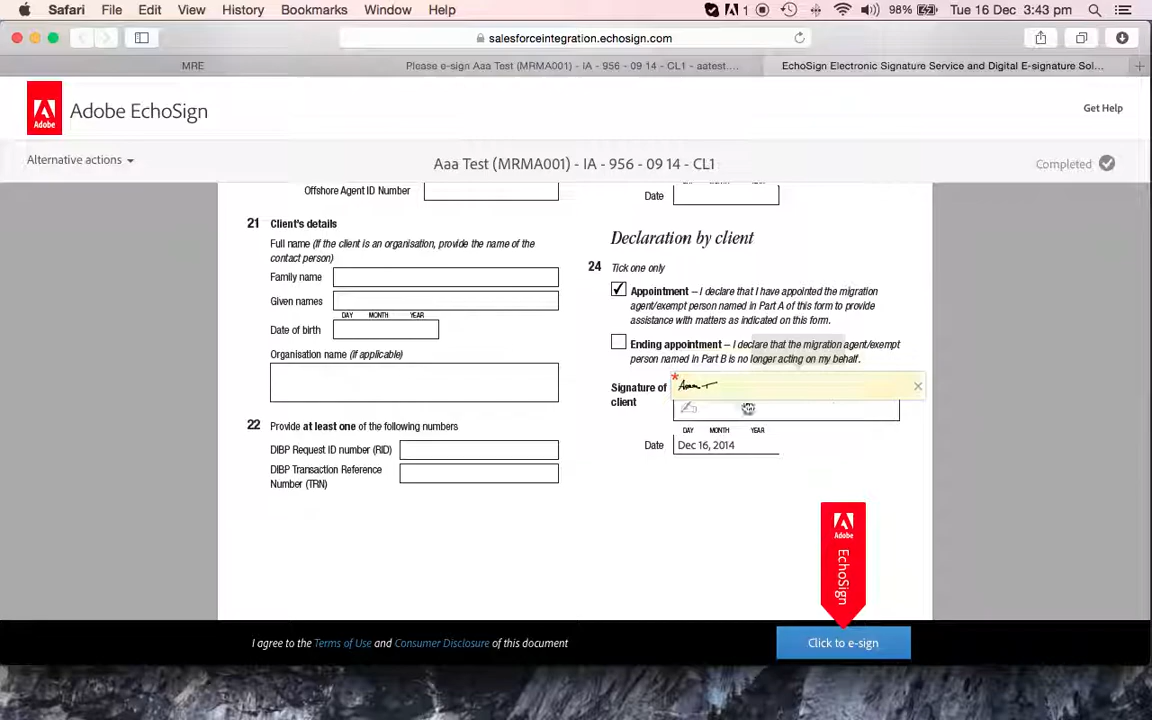 Safari File Edit View History Bookmarks Window Help 1 98% Tue 16 Dec 3:43 pm
salesforceintegration.echosign.com
MRE Please e-sign Aaa Test (MRMA001) - IA - 956 - 09 14 - CL1 - aatest.... EchoSign Electronic Signature Service and Digital E-signature Sol...
Adobe
Adobe EchoSign
Get Help
Alternative actions
Aaa Test (MRMA001) - IA - 956 - 09 14 - CL1
Completed
Offshore Agent ID Number
21 Client's details
Full name (If the client is an organisation, provide the name of the
contact person)
Family name
Given names
DAY MONTH YEAR
Date of birth
Organisation name (if applicable)
22 Provide at least one of the following numbers
DIBP Request ID number (RID)
DIBP Transaction Reference
Number (TRN)
Date
Declaration by client
24 Tick one only
Appointment – I declare that I have appointed the migration
agent/exempt person named in Part A of this form to provide
assistance with matters as indicated on this form.
Ending appointment – I declare that the migration agent/exempt
person named in Part B is no longer acting on my behalf.
Signature of
client
* Aaaa T
DAY MONTH YEAR
Date Dec 16, 2014
Adobe
EchoSign
I agree to the Terms of Use and Consumer Disclosure of this document
Click to e-sign